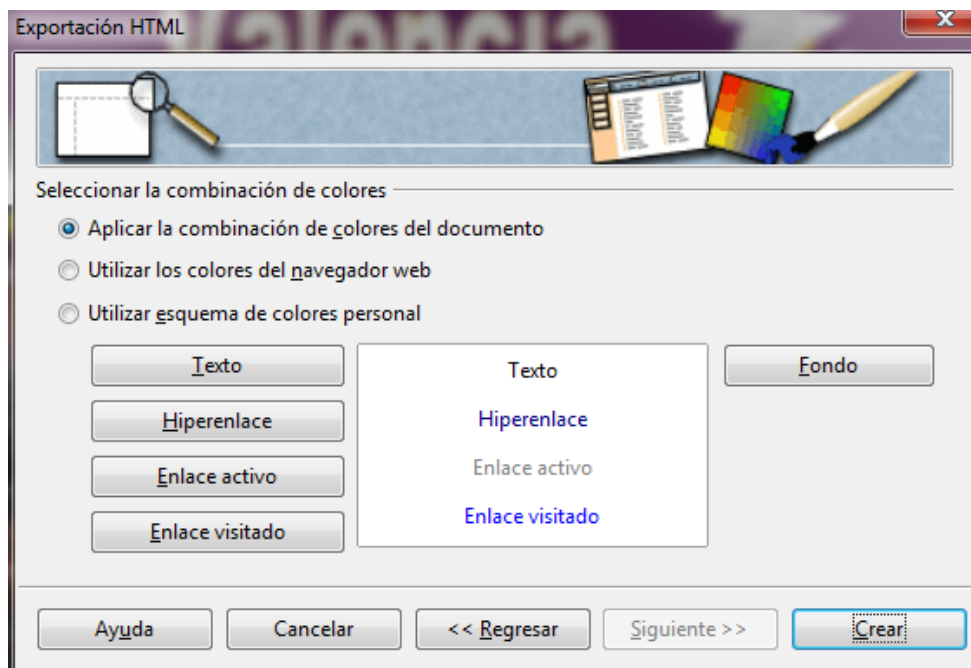 Valencia
Exportación HTML
Seleccionar la combinación de colores
Aplicar la combinación de colores del documento
Utilizar los colores del navegador web
Utilizar esquema de colores personal
Texto Texto Fondo
Hiperenlace Hiperenlace
Enlace activo Enlace activo
Enlace visitado Enlace visitado
Ayuda Cancelar << Regresar Siguiente >> Crear